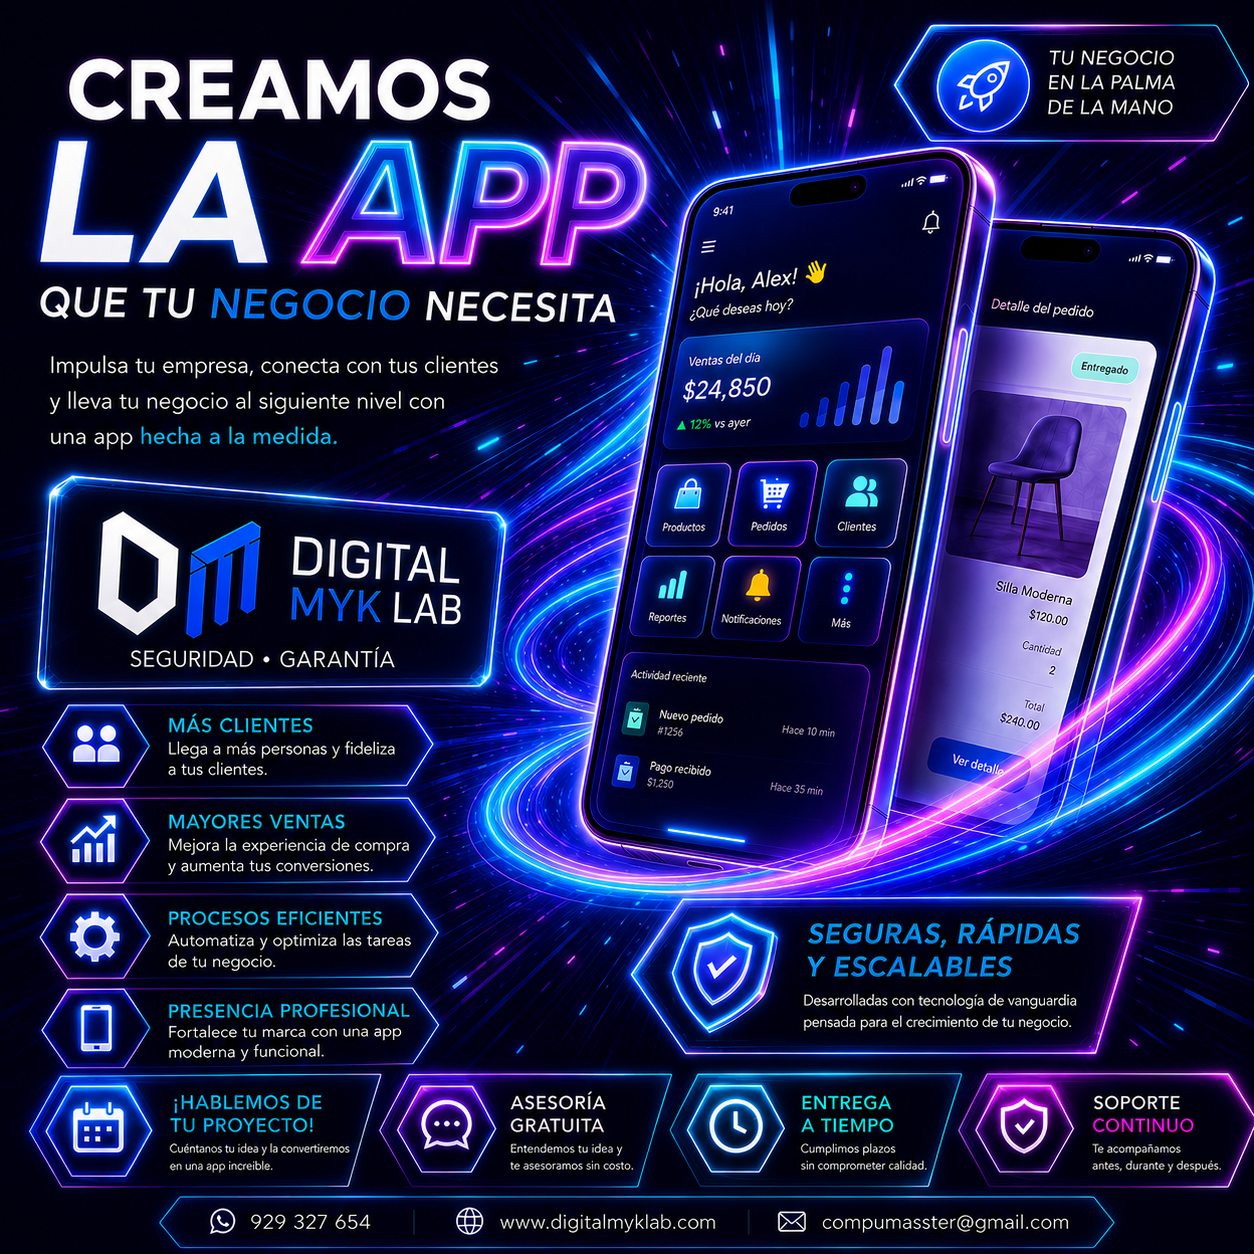 CREAMOS
LA APP
QUE TU NEGOCIO NECESITA
Impulsa tu empresa, conecta con tus clientes
y lleva tu negocio al siguiente nivel con
una app hecha a la medida.
TU NEGOCIO
EN LA PALMA
DE LA MANO
DIGITAL
MYK LAB
SEGURIDAD • GARANTÍA
MÁS CLIENTES
Llega a más personas y fideliza
a tus clientes.
MAYORES VENTAS
Mejora la experiencia de compra
y aumenta tus conversiones.
PROCESOS EFICIENTES
Automatiza y optimiza las tareas
de tu negocio.
PRESENCIA PROFESIONAL
Fortalece tu marca con una app
moderna y funcional.
9:41
¡Hola, Alex! 👋
¿Qué deseas hoy?
Ventas del día
$24,850
▲ 12% vs ayer
Productos
Pedidos
Clientes
Reportes
Notificaciones
Más
Actividad reciente
Nuevo pedido
#1256
Hace 10 min
Pago recibido
$1,250
Hace 35 min
Detalle del pedido
Entregado
Silla Moderna
$120.00
Cantidad
2
Total
$240.00
Ver detalle
SEGURAS, RÁPIDAS
Y ESCALABLES
Desarrolladas con tecnología de vanguardia
pensada para el crecimiento de tu negocio.
¡HABLEMOS DE
TU PROYECTO!
Cuéntanos tu idea y la convertiremos
en una app increíble.
ASESORÍA
GRATUITA
Entendemos tu idea y
te asesoramos sin costo.
ENTREGA
A TIEMPO
Cumplimos plazos
sin comprometer calidad.
SOPORTE
CONTINUO
Te acompañamos
antes, durante y después.
929 327 654
www.digitalmyklab.com
compumasster@gmail.com